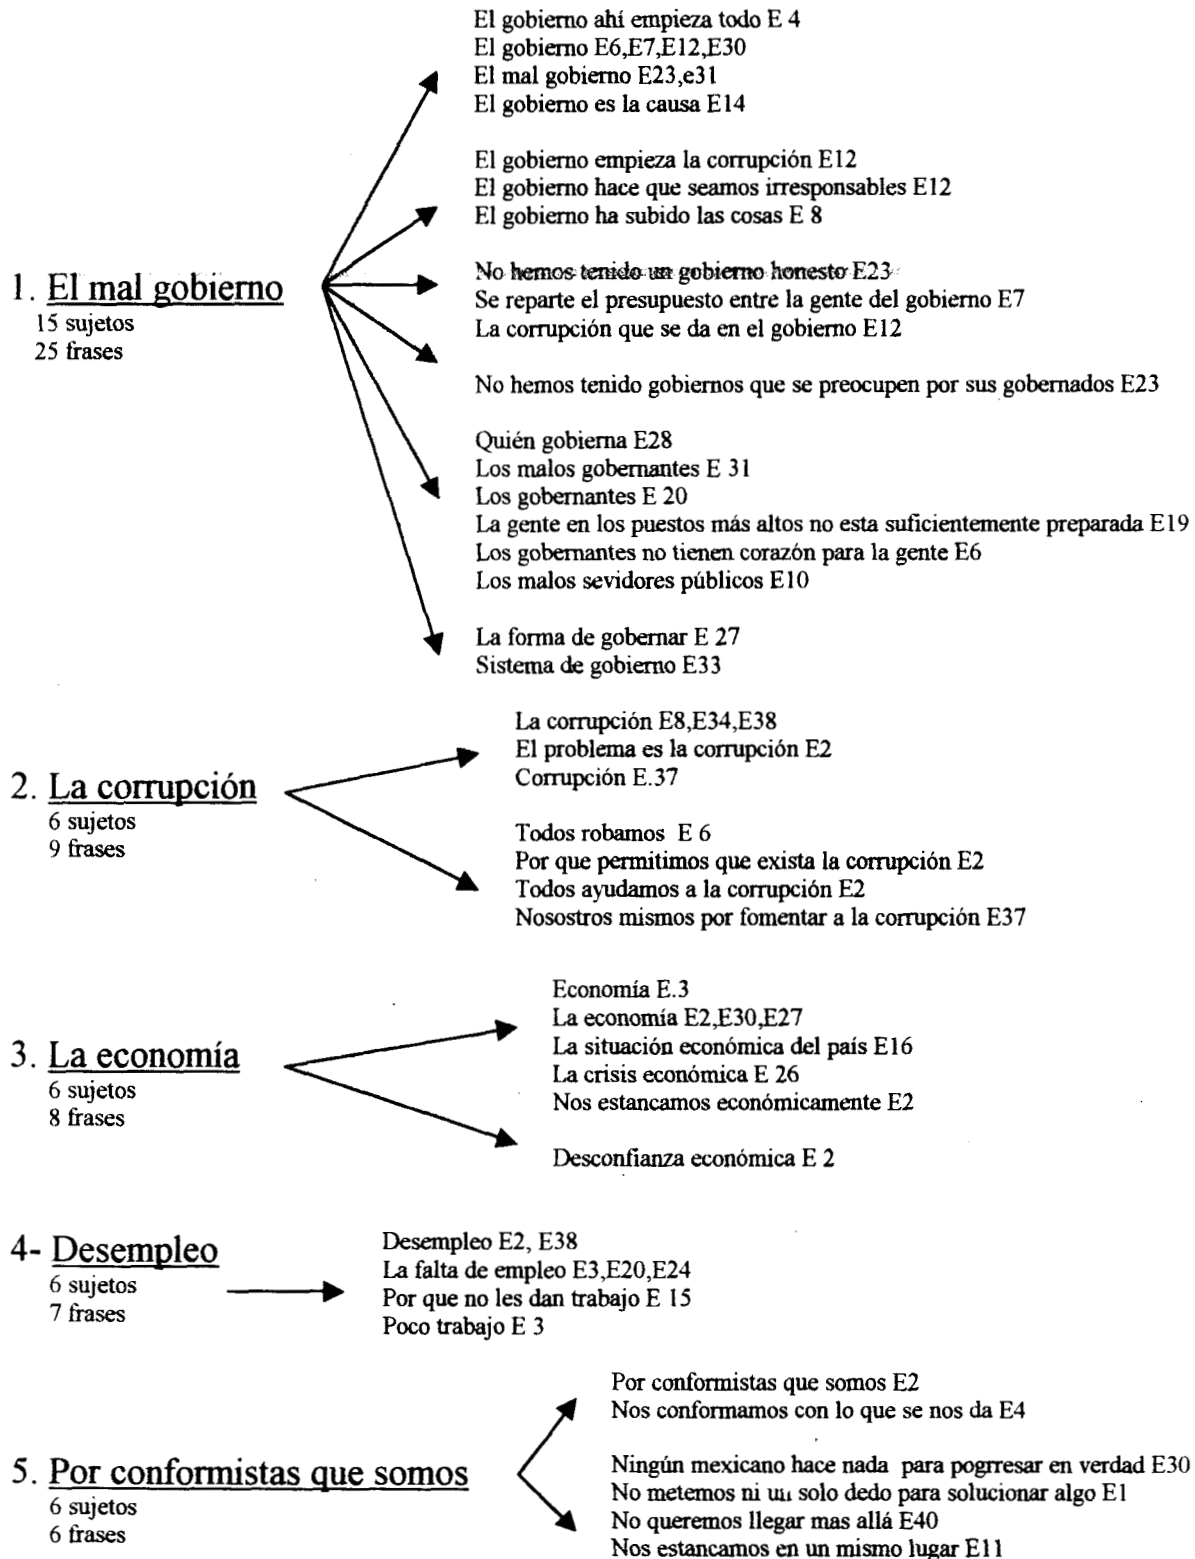 El gobierno ahí empieza todo E 4
El gobierno E6,E7,E12,E30
El mal gobierno E23,e31
El gobierno es la causa E14
El gobierno empieza la corrupción E12
El gobierno hace que seamos irresponsables E12
El gobierno ha subido las cosas E 8
1. El mal gobierno
15 sujetos
25 frases
No hemos tenido un gobierno honesto E23
Se reparte el presupuesto entre la gente del gobierno E7
La corrupción que se da en el gobierno E12
No hemos tenido gobiernos que se preocupen por sus gobernados E23
Quién gobierna E28
Los malos gobernantes E 31
Los gobernantes E 20
La gente en los puestos más altos no esta suficientemente preparada E19
Los gobernantes no tienen corazón para la gente E6
Los malos sevidores públicos E10
La forma de gobernar E 27
Sistema de gobierno E33
2. La corrupción
6 sujetos
9 frases
La corrupción E8,E34,E38
El problema es la corrupción E2
Corrupción E.37
Todos robamos E 6
Por que permitimos que exista la corrupción E2
Todos ayudamos a la corrupción E2
Nosostros mismos por fomentar a la corrupción E37
3. La economía
6 sujetos
8 frases
Economía E.3
La economía E2,E30,E27
La situación económica del país E16
La crisis económica E 26
Nos estancamos económicamente E2
Desconfianza económica E 2
4- Desempleo
6 sujetos
7 frases
Desempleo E2, E38
La falta de empleo E3,E20,E24
Por que no les dan trabajo E 15
Poco trabajo E 3
5. Por conformistas que somos
6 sujetos
6 frases
Por conformistas que somos E2
Nos conformamos con lo que se nos da E4
Ningún mexicano hace nada para pogrresar en verdad E30
No metemos ni un solo dedo para solucionar algo E1
No queremos llegar mas allá E40
Nos estancamos en un mismo lugar E11